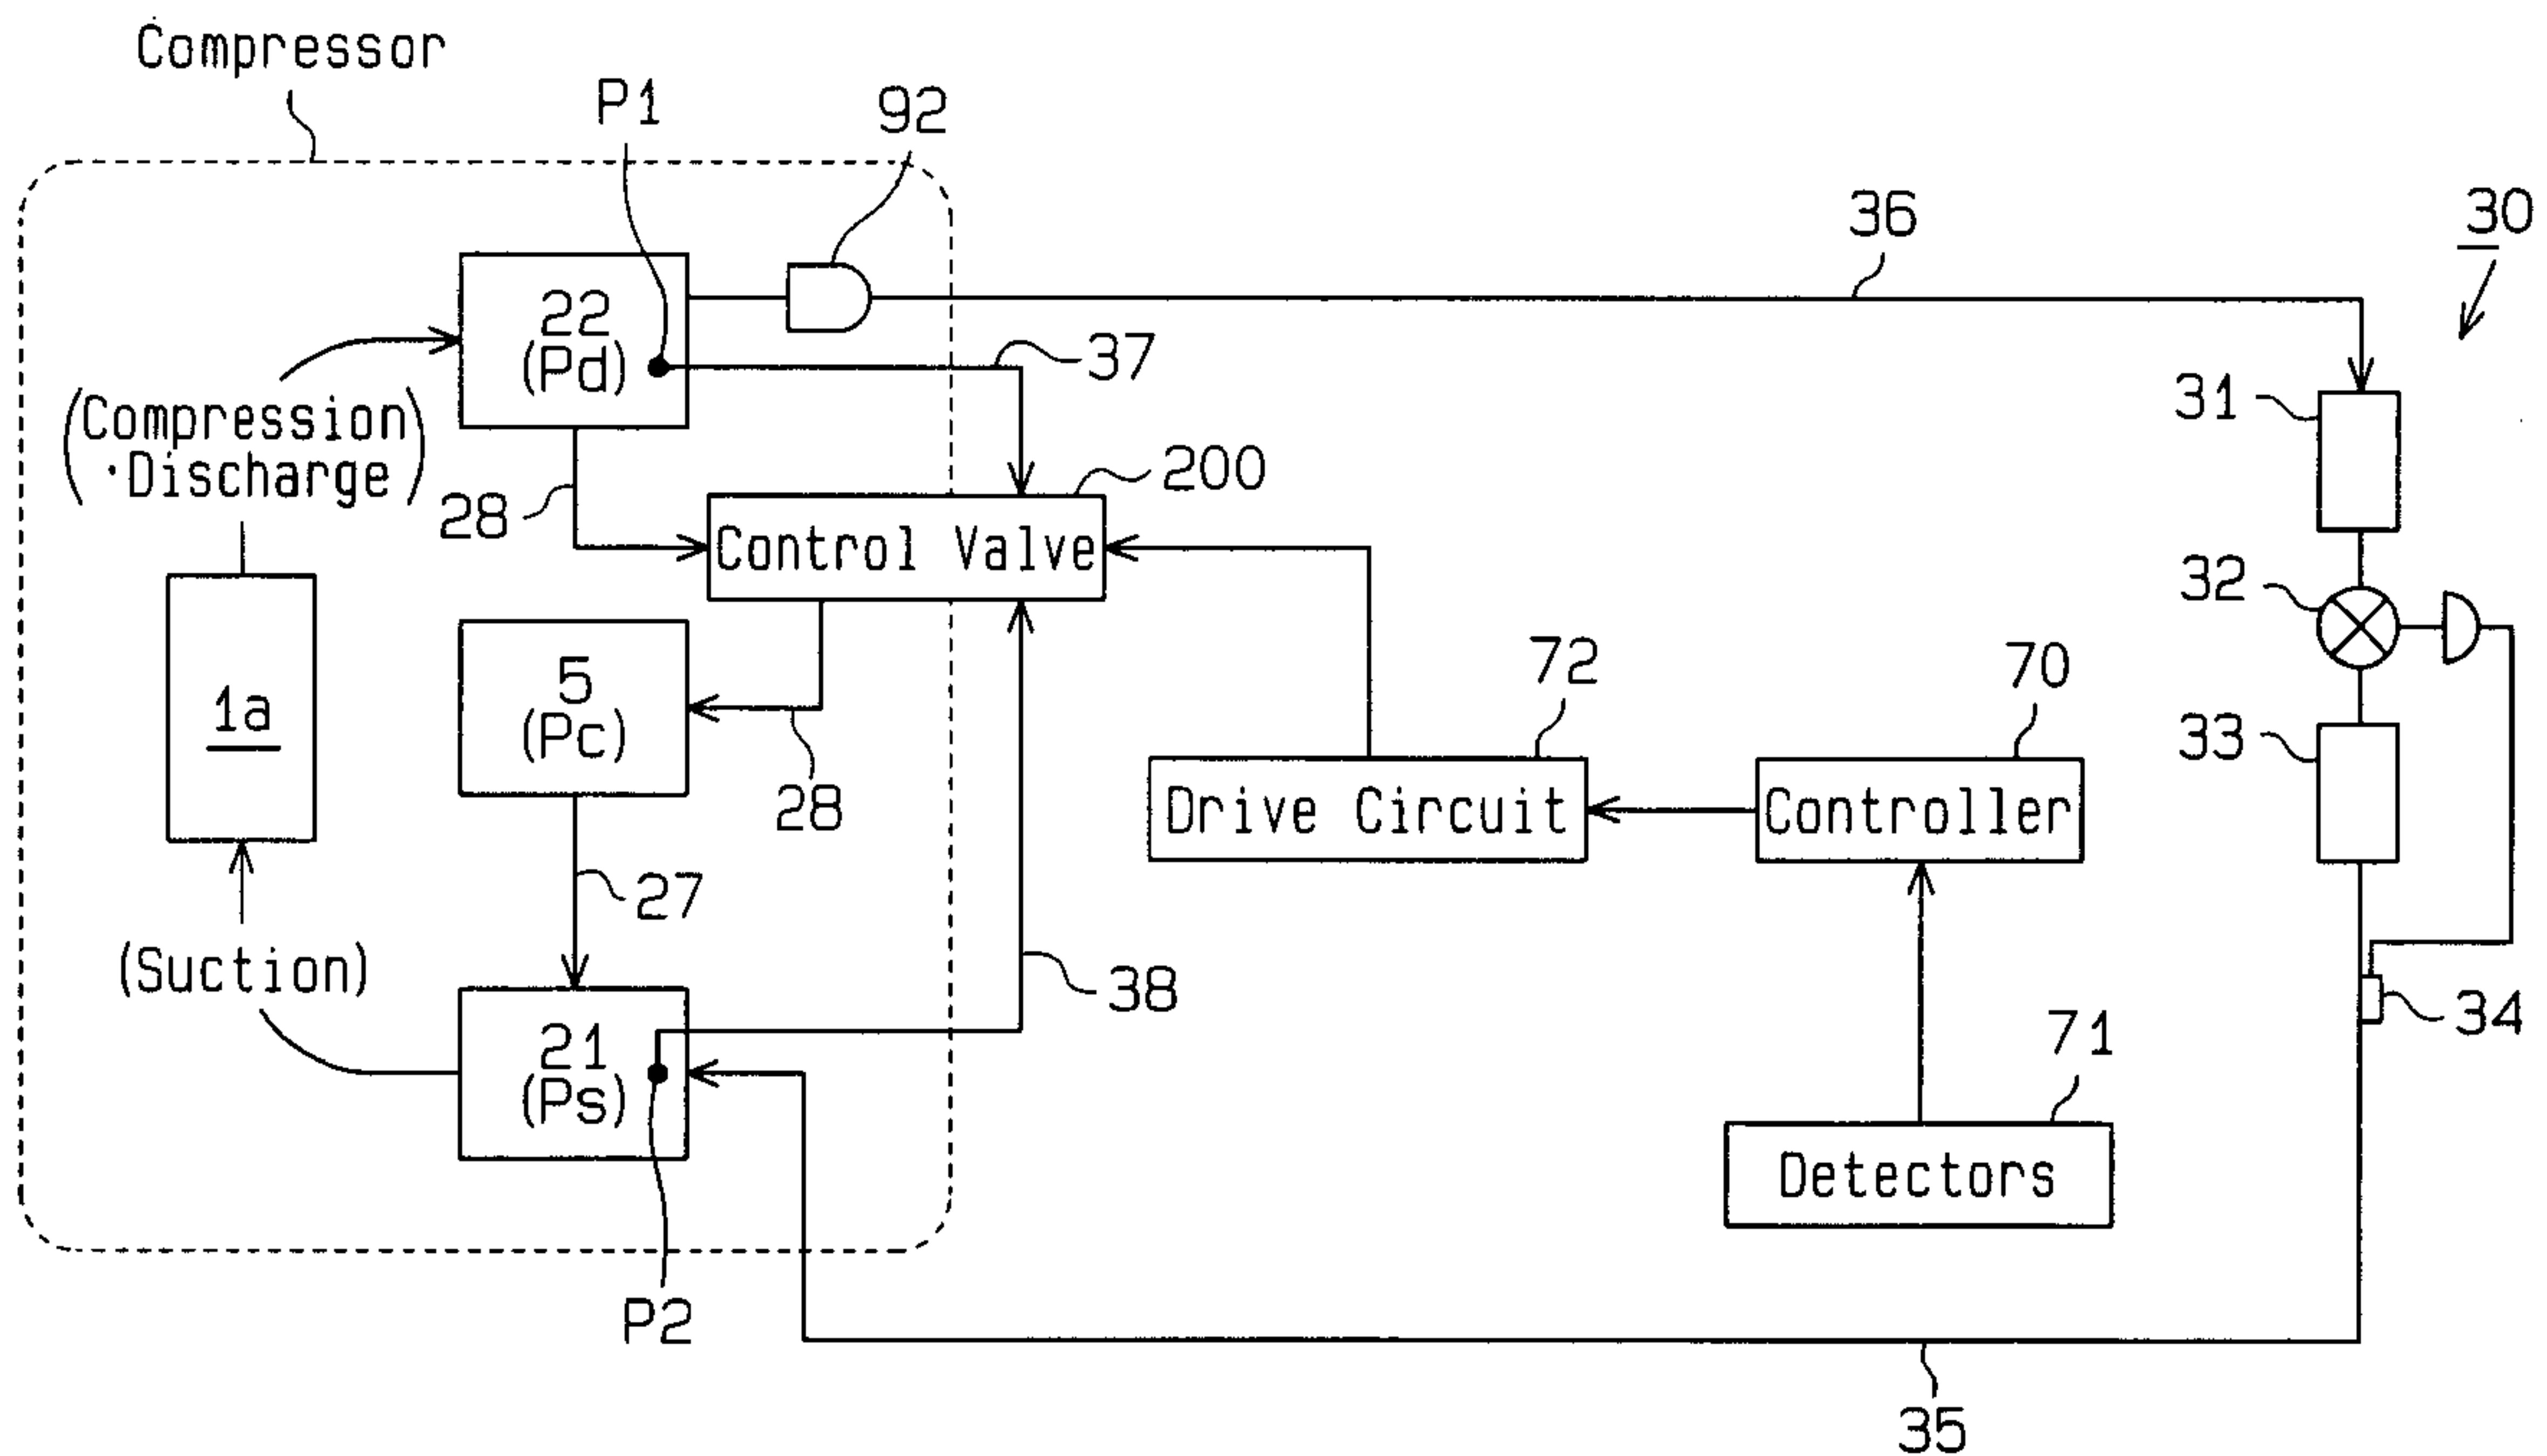 Compressor
P1
92
36
30
22
(Pd)
37
31
(Compression
·Discharge)
28
200
Control Valve
32
1a
5
(Pc)
28
72
70
33
Drive Circuit
Controller
27
(Suction)
38
34
21
(Ps)
71
Detectors
P2
35